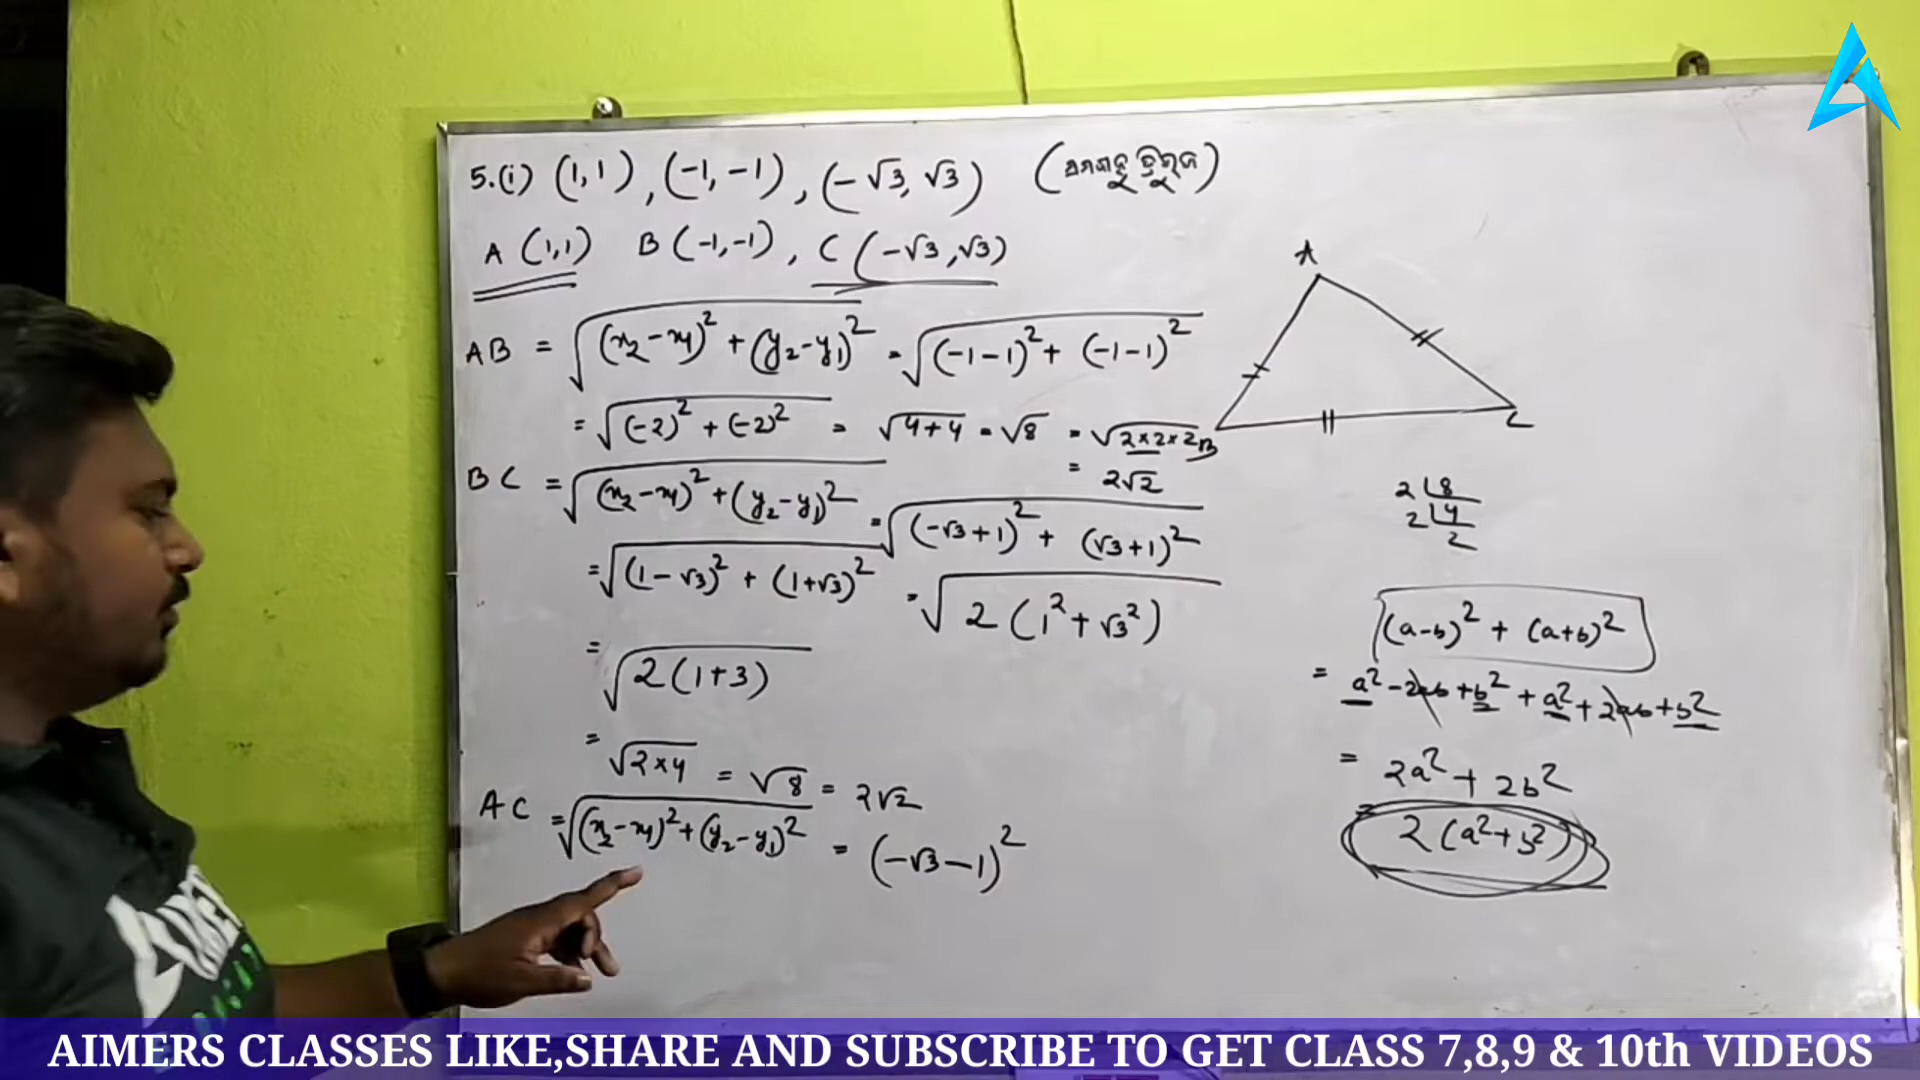 5.(i) (1,1), (-1,-1), (-√3, √3) (ସମବାହୁ ତ୍ରିଭୁଜ)
A (1,1) B (-1,-1), C (-√3,√3)
AB = √((x₂-x₁)² + (y₂-y₁)²) = √((-1-1)² + (-1-1)²)
= √((-2)² + (-2)²) = √(4+4) = √8 = √(2×2×2)
= 2√2
BC = √((x₂-x₁)² + (y₂-y₁)²) = √((-√3+1)² + (√3+1)²)
= √((1-√3)² + (1+√3)²) = √(2(1²+√3²))
= √(2(1+3))
= √(2×4) = √8 = 2√2
AC = √((x₂-x₁)²+(y₂-y₁)²) = (-√3-1)²
A
B
C
2 8
2 4
2
(a-b)² + (a+b)²
= a² - 2ab + b² + a² + 2ab + b²
= 2a² + 2b²
= 2(a²+b²)
AIMERS
AIMERS CLASSES LIKE,SHARE AND SUBSCRIBE TO GET CLASS 7,8,9 & 10th VIDEOS